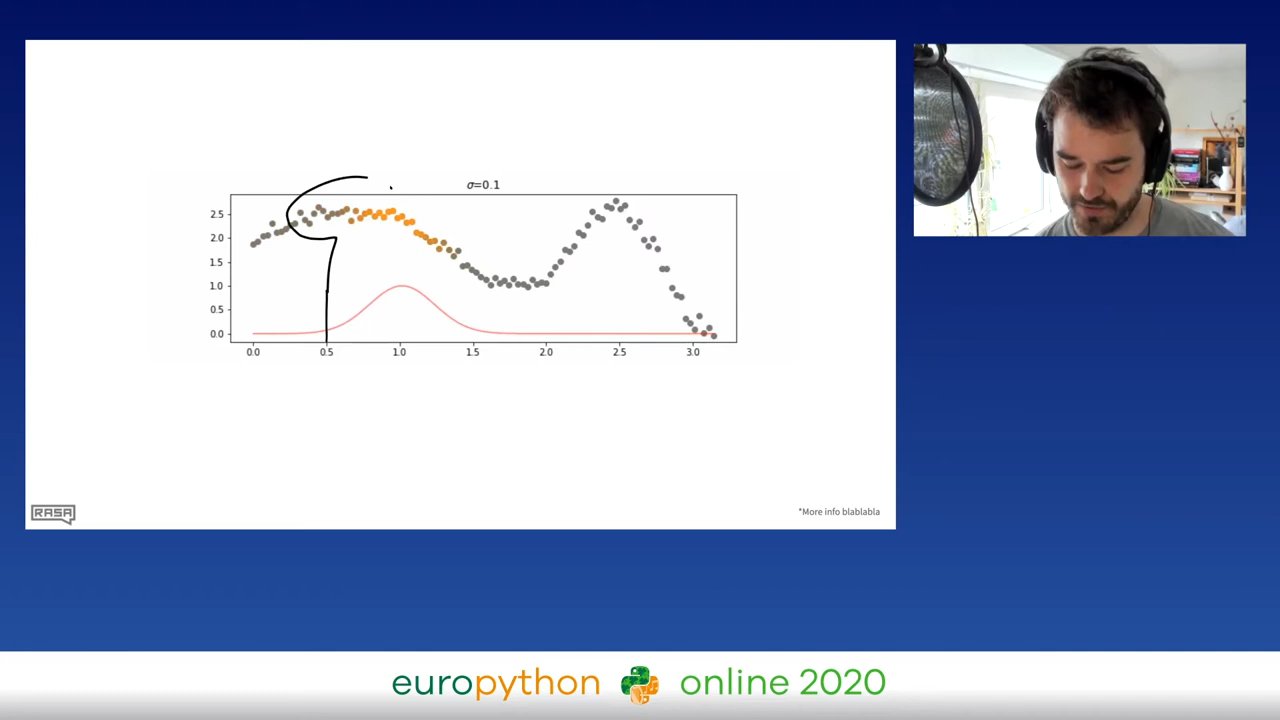 σ=0.1
2.5
2.0
1.5
1.0
0.5
0.0
0.0 0.5 1.0 1.5 2.0 2.5 3.0
RASA
*More info blablabla
europython online 2020